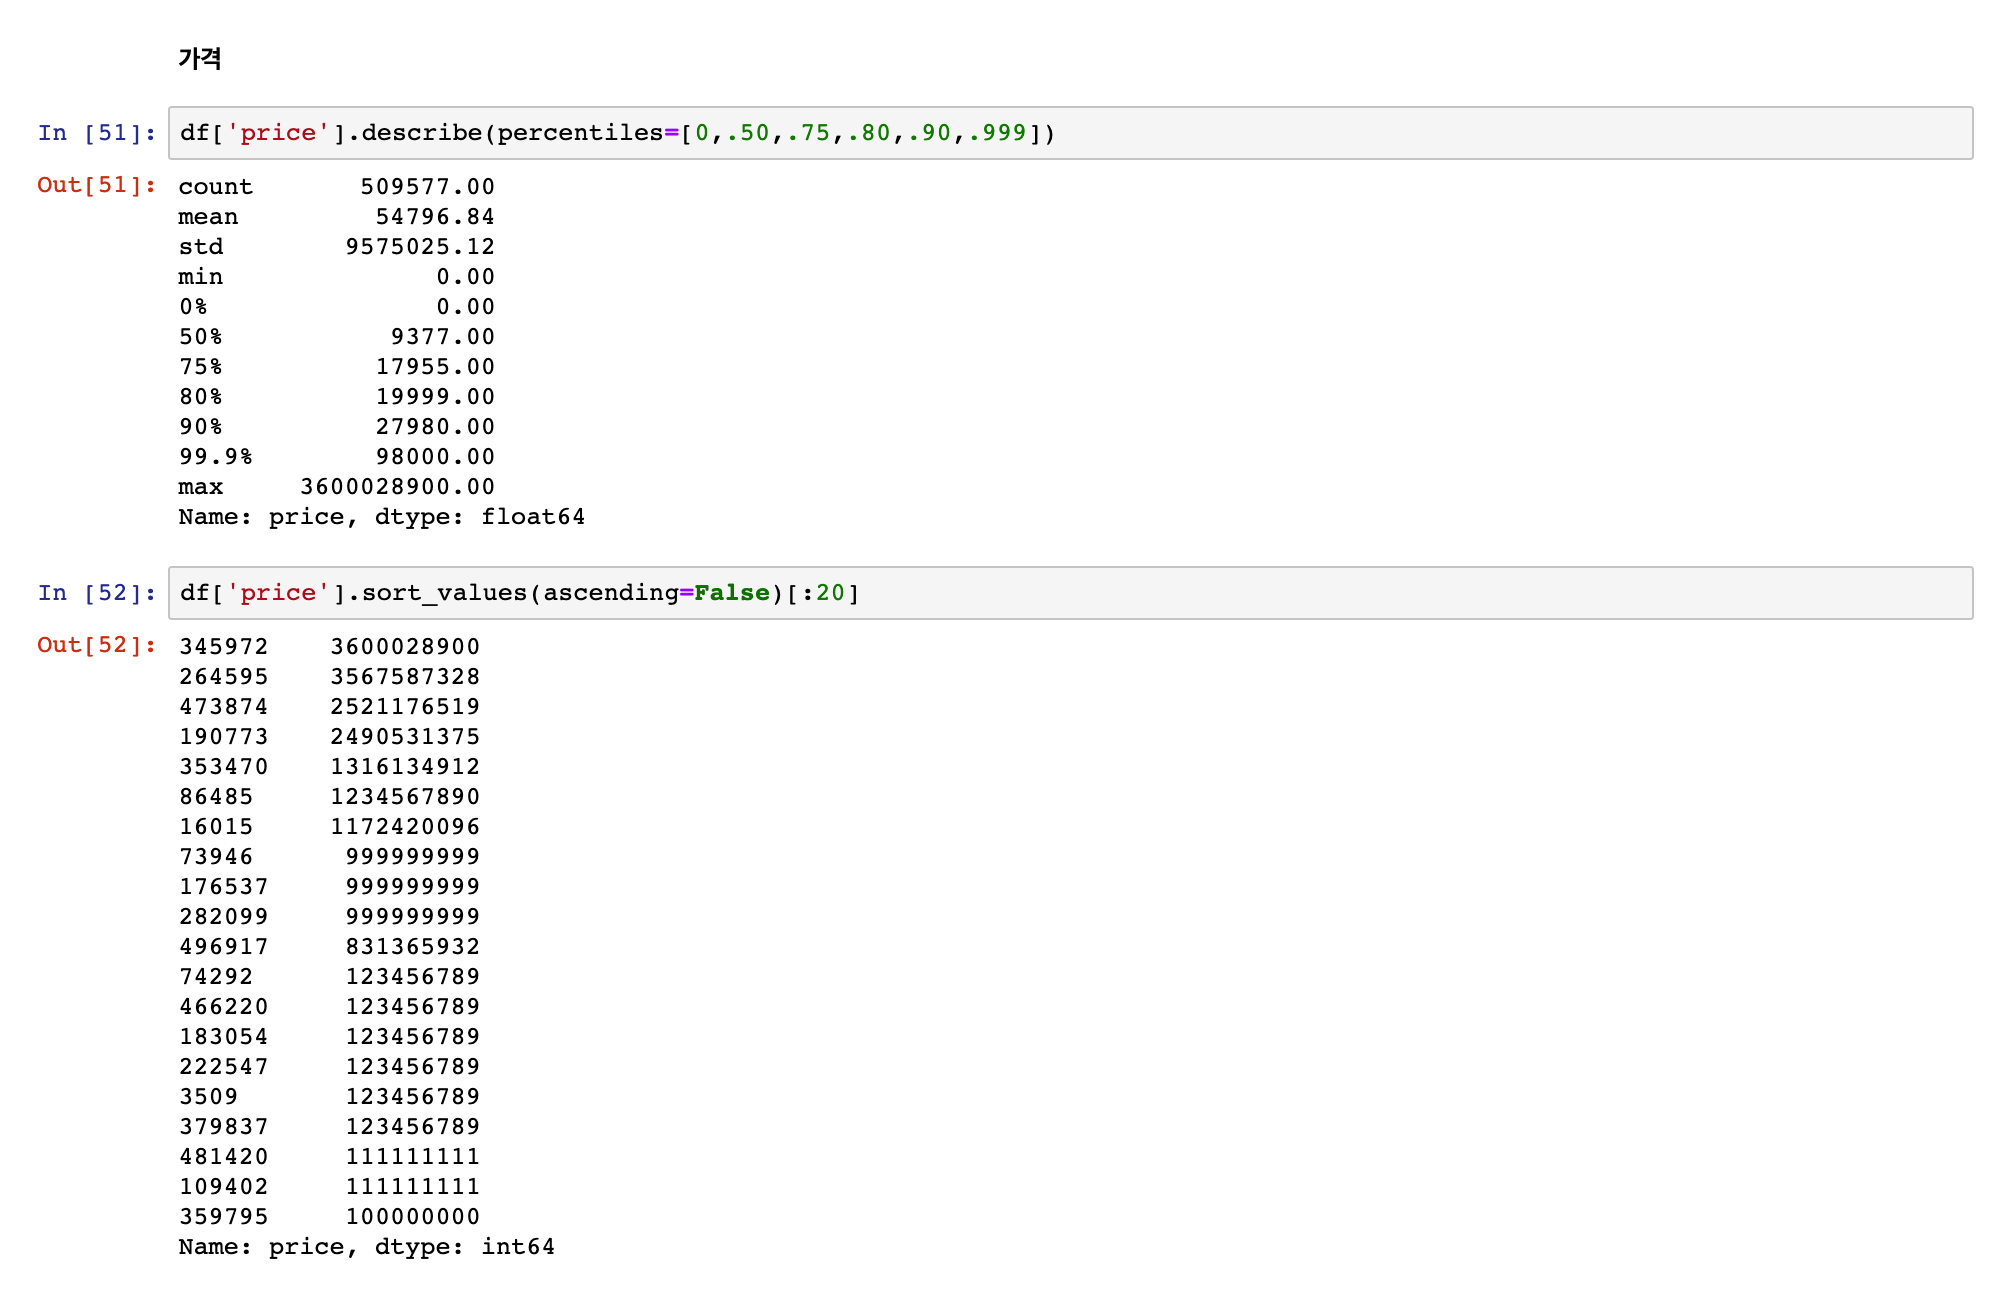 가격
In [51]: df['price'].describe(percentiles=[0,.50,.75,.80,.90,.999])
Out[51]: count 509577.00
mean 54796.84
std 9575025.12
min 0.00
0% 0.00
50% 9377.00
75% 17955.00
80% 19999.00
90% 27980.00
99.9% 98000.00
max 3600028900.00
Name: price, dtype: float64
In [52]: df['price'].sort_values(ascending=False)[:20]
Out[52]: 345972 3600028900
264595 3567587328
473874 2521176519
190773 2490531375
353470 1316134912
86485 1234567890
16015 1172420096
73946 999999999
176537 999999999
282099 999999999
496917 831365932
74292 123456789
466220 123456789
183054 123456789
222547 123456789
3509 123456789
379837 123456789
481420 111111111
109402 111111111
359795 100000000
Name: price, dtype: int64